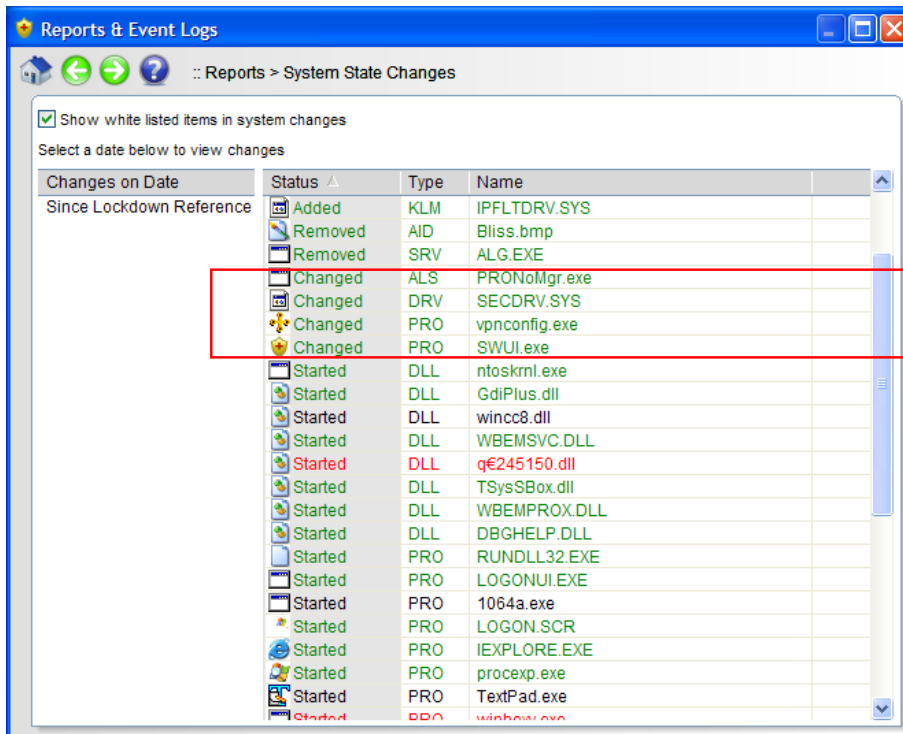 Reports & Event Logs
:: Reports > System State Changes
Show white listed items in system changes
Select a date below to view changes
Changes on Date Status Type Name
Since Lockdown Reference Added KLM IPFLTDRV.SYS
Removed AID Bliss.bmp
Removed SRV ALG.EXE
Changed ALS PRONoMgr.exe
Changed DRV SECDRV.SYS
Changed PRO vpnconfig.exe
Changed PRO SWUI.exe
Started DLL ntoskrnl.exe
Started DLL GdiPlus.dll
Started DLL wincc8.dll
Started DLL WBEMSVC.DLL
Started DLL q€245150.dll
Started DLL TSysSBox.dll
Started DLL WBEMPROX.DLL
Started DLL DBGHELP.DLL
Started PRO RUNDLL32.EXE
Started PRO LOGONUI.EXE
Started PRO 1064a.exe
Started PRO LOGON.SCR
Started PRO IEXPLORE.EXE
Started PRO procexp.exe
Started PRO TextPad.exe
Started PRO